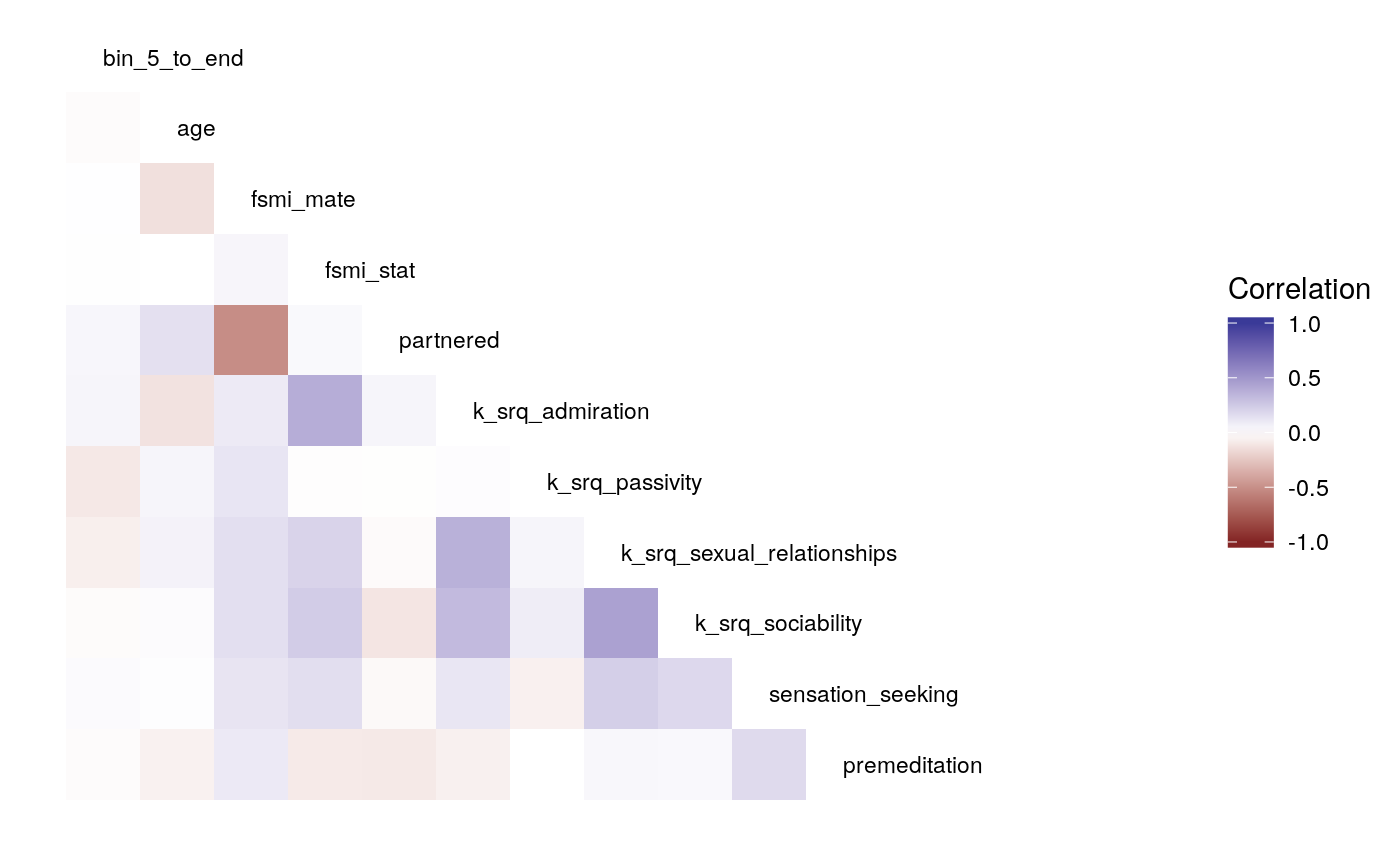 bin_5_to_end
age
fsmi_mate
fsmi_stat
partnered
k_srq_admiration
k_srq_passivity
k_srq_sexual_relationships
k_srq_sociability
sensation_seeking
premeditation
Correlation
1.0
0.5
0.0
-0.5
-1.0